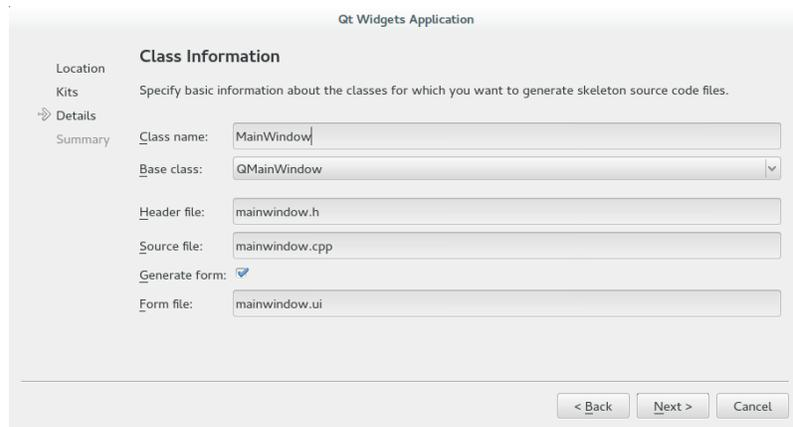 Qt Widgets Application
Location
Kits
Details
Summary
Class Information
Specify basic information about the classes for which you want to generate skeleton source code files.
Class name: MainWindow
Base class: QMainWindow
Header file: mainwindow.h
Source file: mainwindow.cpp
Generate form:
Form file: mainwindow.ui
< Back Next > Cancel